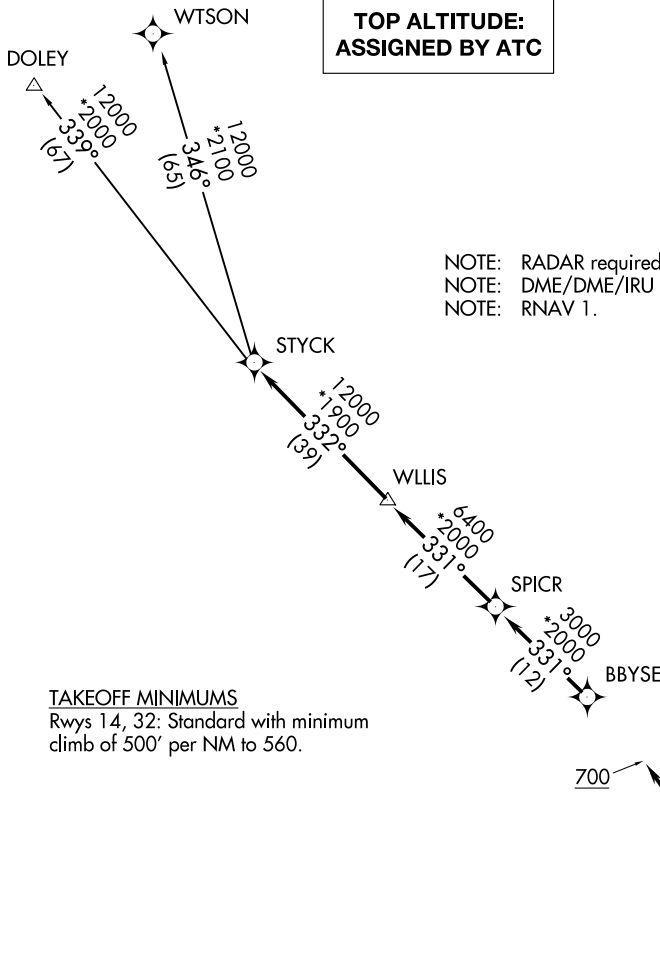 WTSON
TOP ALTITUDE:
ASSIGNED BY ATC
DOLEY
12000
*2000
339°
(67)
12000
*2100
346°
(65)
NOTE: RADAR required
NOTE: DME/DME/IRU
NOTE: RNAV 1.
STYCK
12000
*1900
332°
(39)
WLLIS
6400
*2000
331°
(17)
SPICR
3000
*2000
331°
(12)
BBYSE
TAKEOFF MINIMUMS
Rwys 14, 32: Standard with minimum
climb of 500' per NM to 560.
700